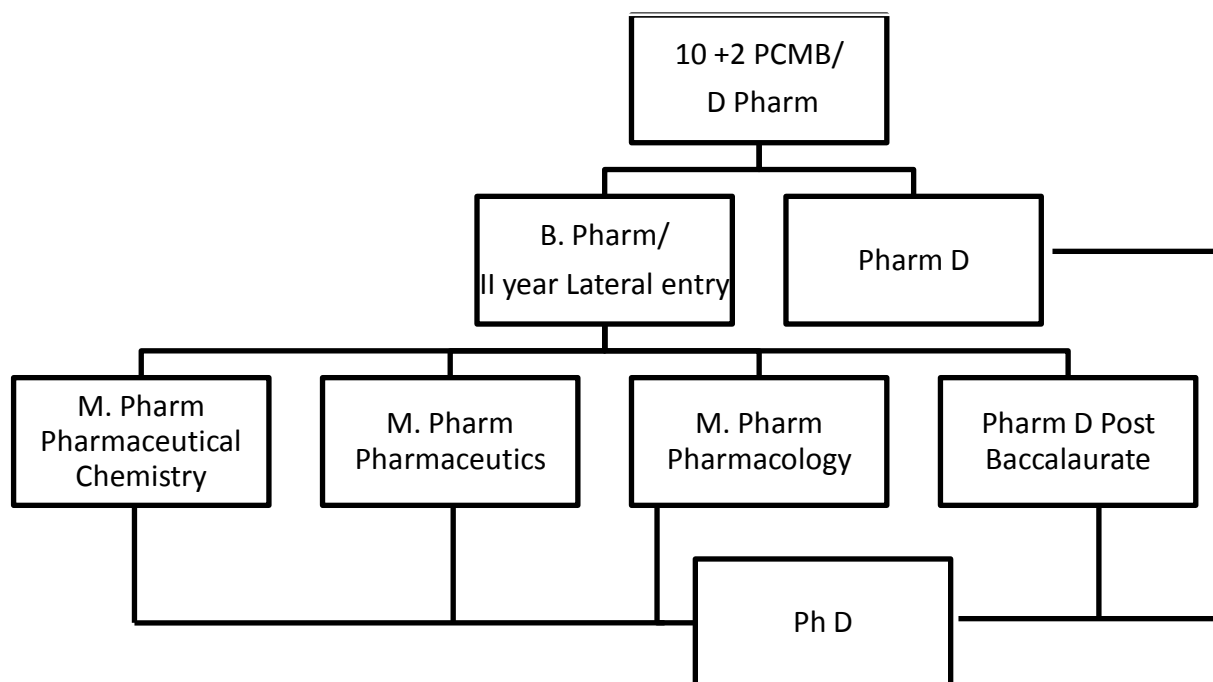 10 +2 PCMB/
D Pharm
B. Pharm/
II year Lateral entry
Pharm D
M. Pharm
Pharmaceutical
Chemistry
M. Pharm
Pharmaceutics
M. Pharm
Pharmacology
Pharm D Post
Baccalaurate
Ph D